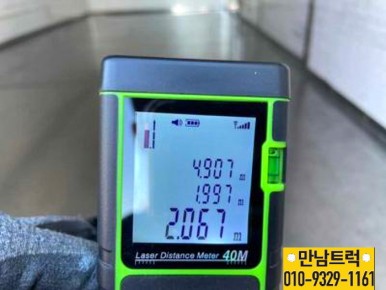 4.907 m
1.997 m
2.067 m
Laser Distance Meter 40M
만남트럭
010-9329-1161